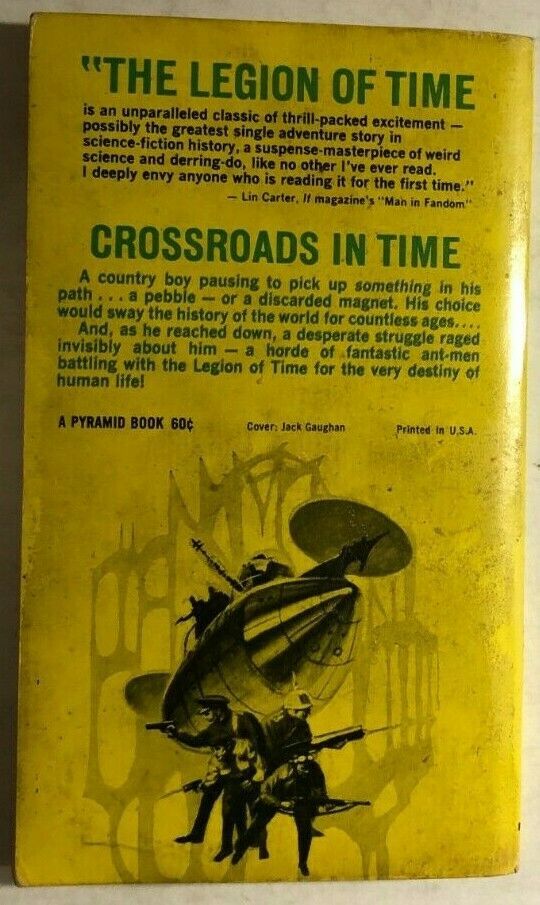 "THE LEGION OF TIME
is an unparalleled classic of thrill-packed excitement —
possibly the greatest single adventure story in
science-fiction history, a suspense-masterpiece of weird
science and derring-do, like no other I've ever read.
I deeply envy anyone who is reading it for the first time."
— Lin Carter, If magazine's "Man in Fandom"
CROSSROADS IN TIME
A country boy pausing to pick up something in his
path . . . a pebble — or a discarded magnet. His choice
would sway the history of the world for countless ages. . . .
And, as he reached down, a desperate struggle raged
invisibly about him — a horde of fantastic ant-men
battling with the Legion of Time for the very destiny of
human life!
A PYRAMID BOOK 60¢ Cover: Jack Gaughan Printed in U.S.A.